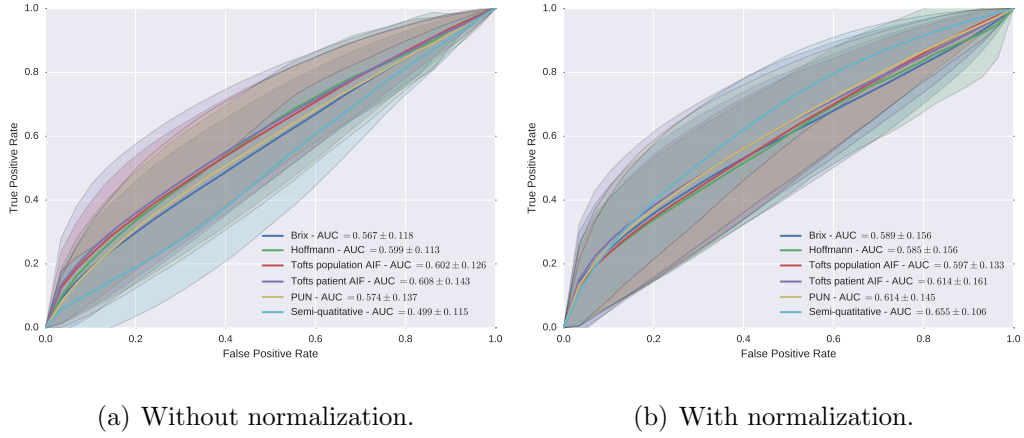 1.0
0.8
0.6
0.4
0.2
0.0
True Positive Rate
0.2 0.4 0.6 0.8 1.0
False Positive Rate
Brix - AUC = 0.567 ± 0.118
Hoffmann - AUC = 0.599 ± 0.113
Tofts population AIF - AUC = 0.602 ± 0.126
Tofts patient AIF - AUC = 0.608 ± 0.143
PUN - AUC = 0.574 ± 0.137
Semi-quatitative - AUC = 0.499 ± 0.115
(a) Without normalization.
1.0
0.8
0.6
0.4
0.2
0.0
True Positive Rate
0.0 0.2 0.4 0.6 0.8 1.0
False Positive Rate
Brix - AUC = 0.589 ± 0.156
Hoffmann - AUC = 0.585 ± 0.156
Tofts population AIF - AUC = 0.597 ± 0.133
Tofts patient AIF - AUC = 0.614 ± 0.161
PUN - AUC = 0.614 ± 0.145
Semi-quatitative - AUC = 0.655 ± 0.106
(b) With normalization.